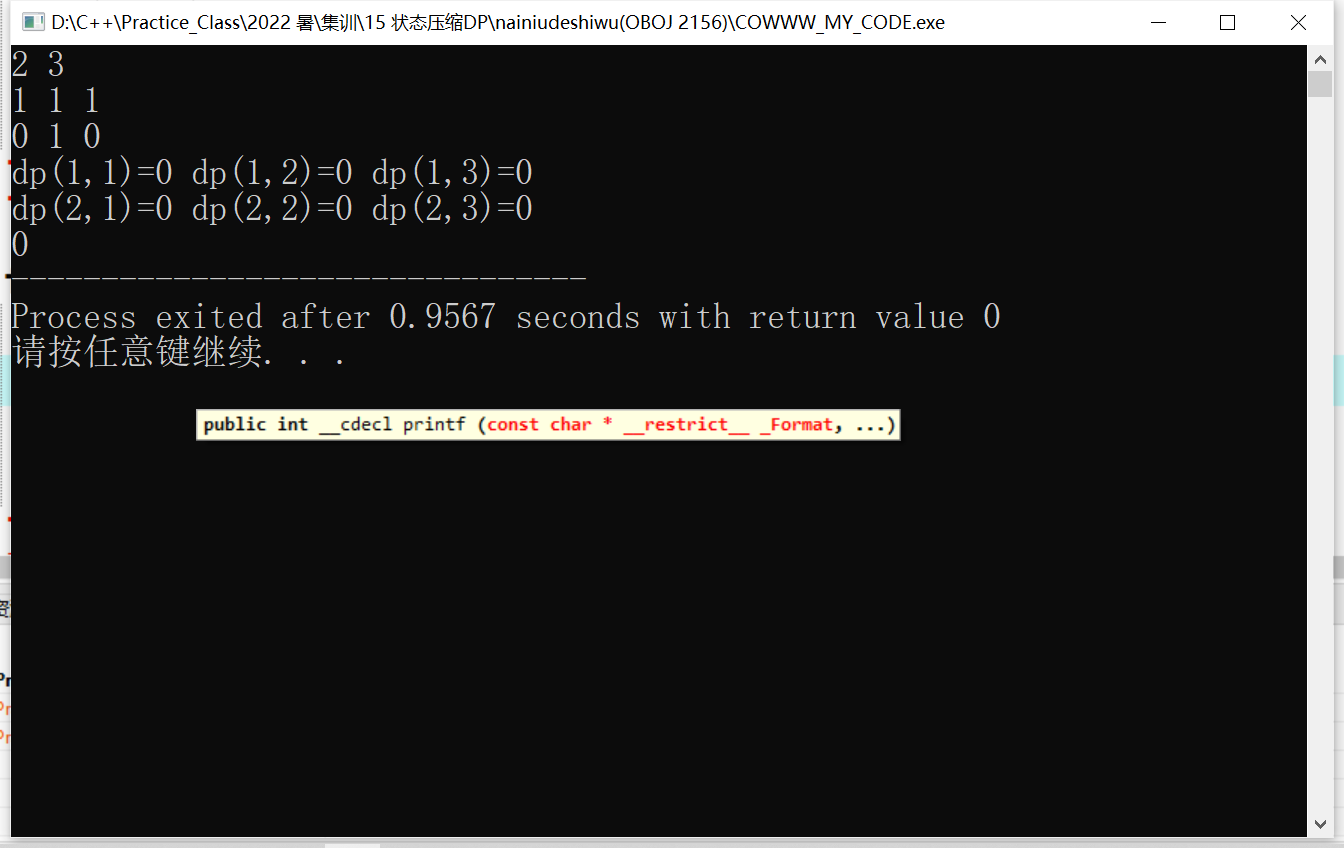 D:\C++\Practice_Class\2022 暑\集训\15 状态压缩DP\nainiudeshiwu(OBOJ 2156)\COWWW_MY_CODE.exe
2 3
1 1 1
0 1 0
dp(1,1)=0 dp(1,2)=0 dp(1,3)=0
dp(2,1)=0 dp(2,2)=0 dp(2,3)=0
0
--------------------------------
Process exited after 0.9567 seconds with return value 0
请按任意键继续. . .
public int __cdecl printf (const char * __restrict__ _Format, ...)